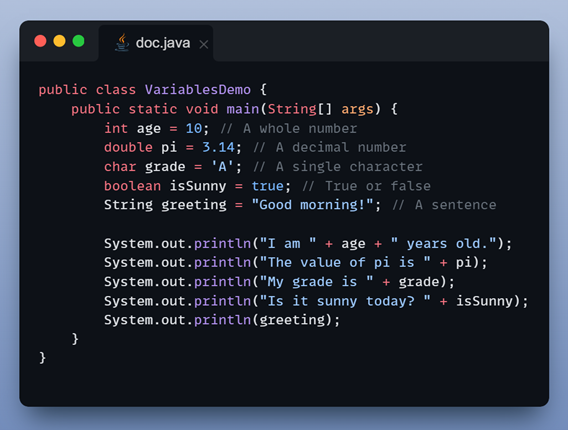 doc.java
public class VariablesDemo {
    public static void main(String[] args) {
        int age = 10; // A whole number
        double pi = 3.14; // A decimal number
        char grade = 'A'; // A single character
        boolean isSunny = true; // True or false
        String greeting = "Good morning!"; // A sentence

        System.out.println("I am " + age + " years old.");
        System.out.println("The value of pi is " + pi);
        System.out.println("My grade is " + grade);
        System.out.println("Is it sunny today? " + isSunny);
        System.out.println(greeting);
    }
}